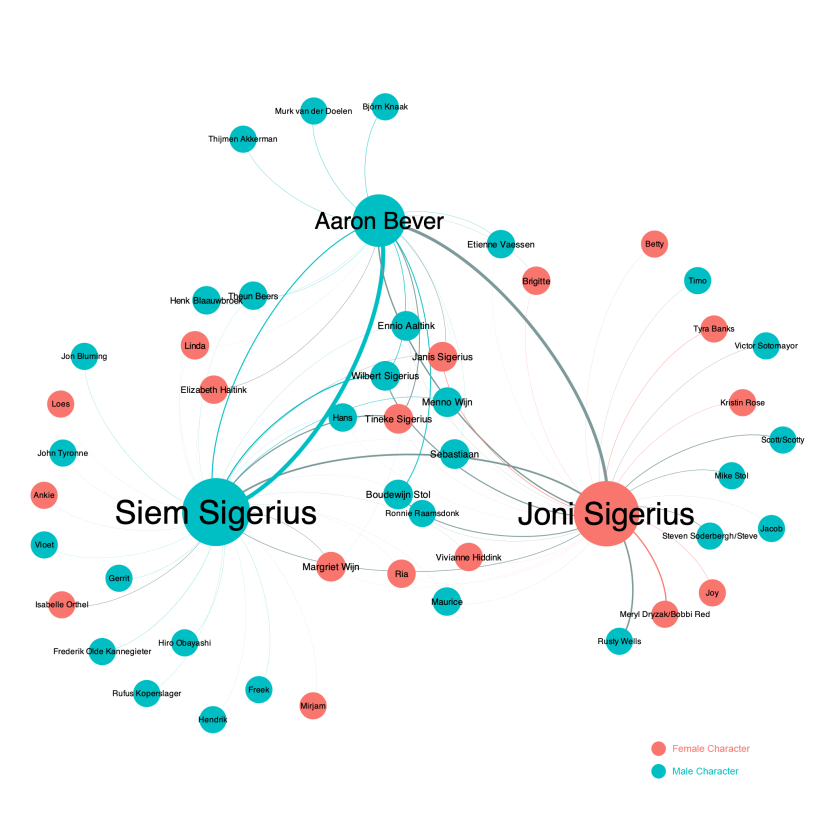 Björn Knaak
Murk van der Doelen
Thijmen Akkerman
Aaron Bever
Etienne Vaessen
Betty
Brigitte
Timo
Theun Beers
Henk Blaauwbroek
Ennio Aaltink
Tyra Banks
Linda
Victor Sotomayor
Jon Bluming
Janis Sigerius
Wilbert Sigerius
Elizabeth Haitink
Loes
Menno Wijn
Kristin Rose
Hans
Tineke Sigerius
Scott/Scotty
John Tyronne
Sebastiaan
Mike Stol
Ankie
Boudewijn Stol
Siem Sigerius
Ronnie Raamsdonk
Joni Sigerius
Jacob
Steven Soderbergh/Steve
Vloet
Vivianne Hiddink
Margriet Wijn
Ria
Gerrit
Joy
Maurice
Isabelle Orthel
Meryl Dryzak/Bobbi Red
Rusty Wells
Hiro Obayashi
Frederik Olde Kannegieter
Freek
Rufus Koperslager
Mirjam
Hendrik
Female Character
Male Character